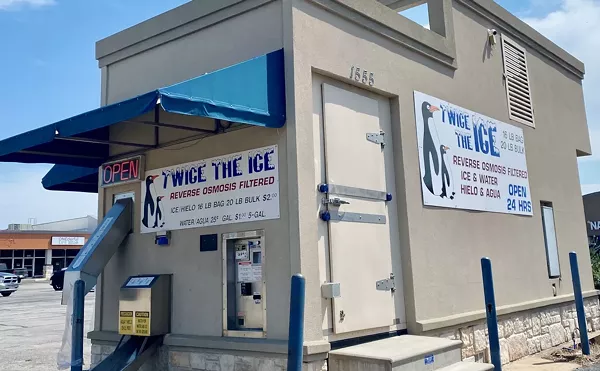 1555
OPEN
TWICE THE ICE
REVERSE OSMOSIS FILTERED
ICE/HIELO 16 LB BAG 20 LB BULK $2.00
WATER/AGUA 25¢ GAL. $1.00 5-GAL.
TWICE
THE ICE
16 LB BAG
20 LB BULK
REVERSE OSMOSIS
FILTERED
ICE & WATER
HIELO & AGUA
OPEN
24 HRS
CAUTION
CAUTION